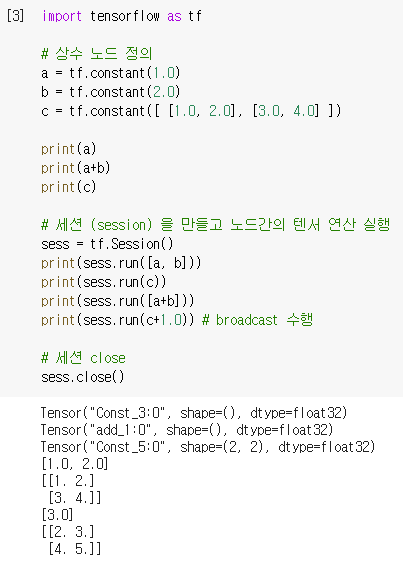 [3] import tensorflow as tf
# 상수 노드 정의
a = tf.constant(1.0)
b = tf.constant(2.0)
c = tf.constant([ [1.0, 2.0], [3.0, 4.0] ])
print(a)
print(a+b)
print(c)
# 세션 (session) 을 만들고 노드간의 텐서 연산 실행
sess = tf.Session()
print(sess.run([a, b]))
print(sess.run(c))
print(sess.run([a+b]))
print(sess.run(c+1.0)) # broadcast 수행
# 세션 close
sess.close()
Tensor("Const_3:0", shape=(), dtype=float32)
Tensor("add_1:0", shape=(), dtype=float32)
Tensor("Const_5:0", shape=(2, 2), dtype=float32)
[1.0, 2.0]
[[1. 2.]
[3. 4.]]
[3.0]
[[2. 3.]
[4. 5.]]